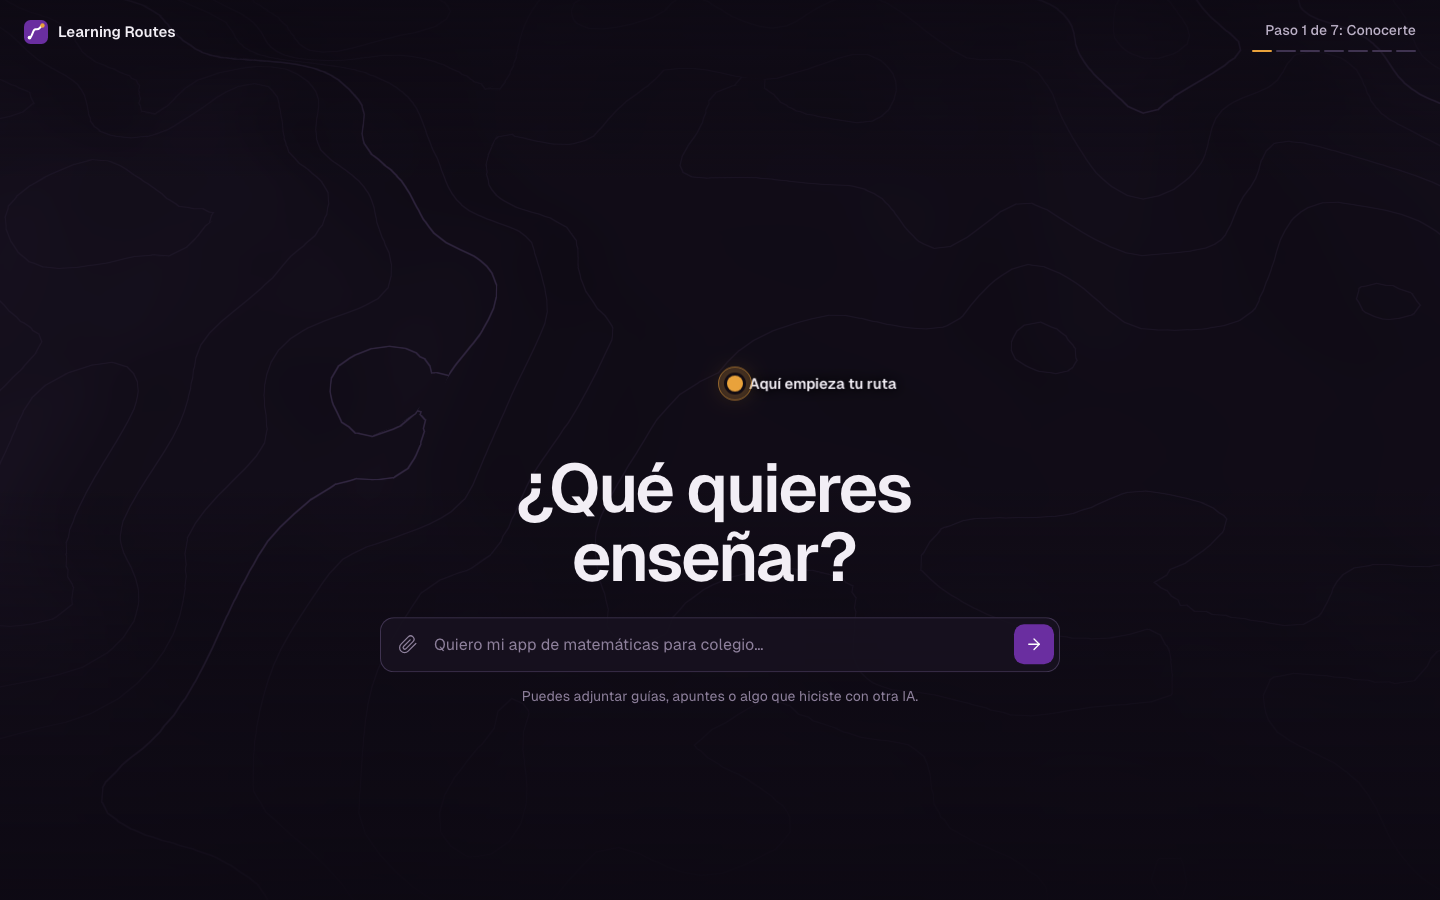 Learning Routes
Paso 1 de 7: Conocerte
Aquí empieza tu ruta
¿Qué quieres
enseñar?
Quiero mi app de matemáticas para colegio...
Puedes adjuntar guías, apuntes o algo que hiciste con otra IA.